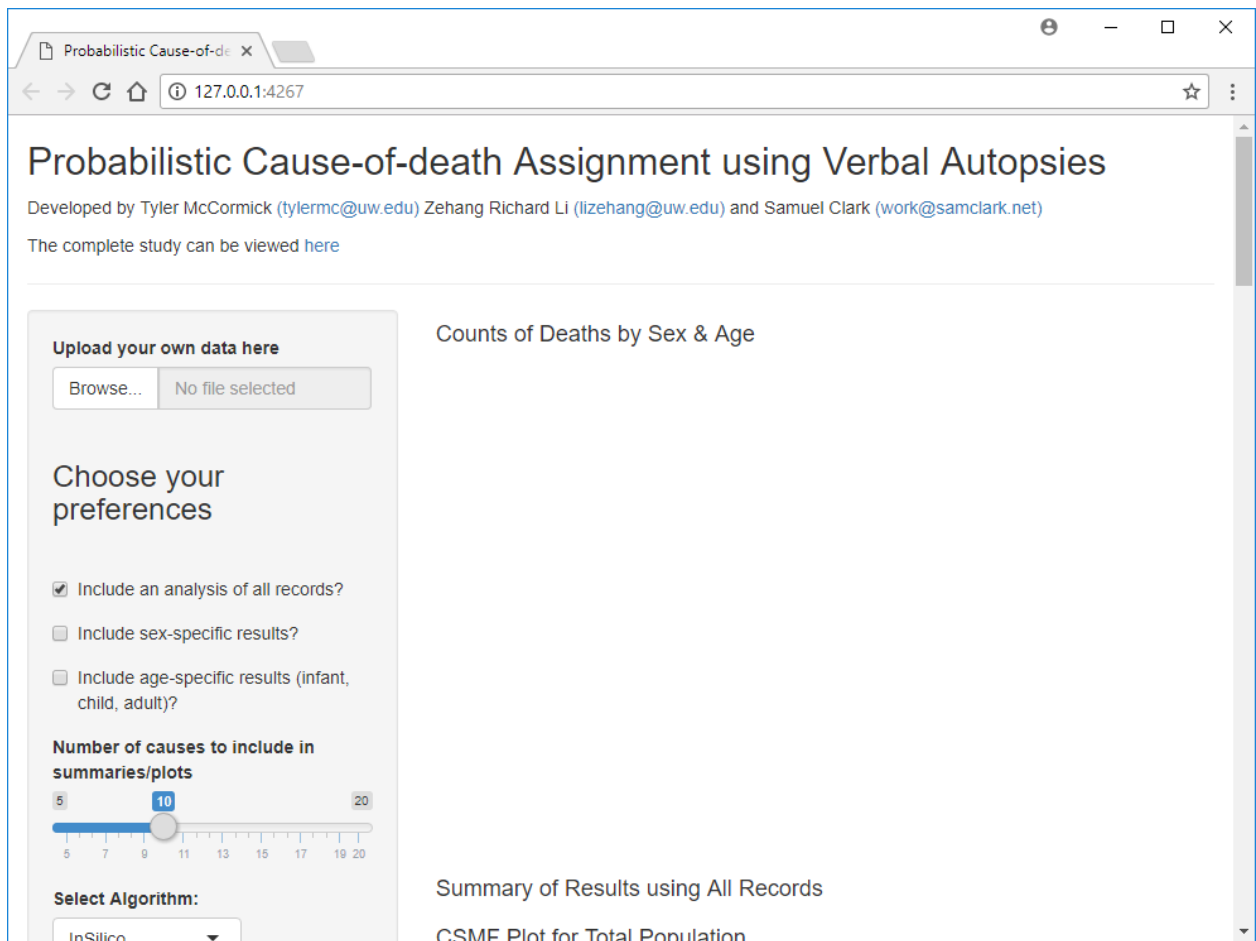 Probabilistic Cause-of-de
127.0.0.1:4267
Probabilistic Cause-of-death Assignment using Verbal Autopsies
Developed by Tyler McCormick (tylermc@uw.edu) Zehang Richard Li (lizehang@uw.edu) and Samuel Clark (work@samclark.net)
The complete study can be viewed here
Upload your own data here
Browse... No file selected
Choose your
preferences
Include an analysis of all records?
Include sex-specific results?
Include age-specific results (infant,
child, adult)?
Number of causes to include in
summaries/plots
5 10 20
5 7 9 11 13 15 17 19 20
Select Algorithm:
InSilico
Counts of Deaths by Sex & Age
Summary of Results using All Records
CSMF Plot for Total Population